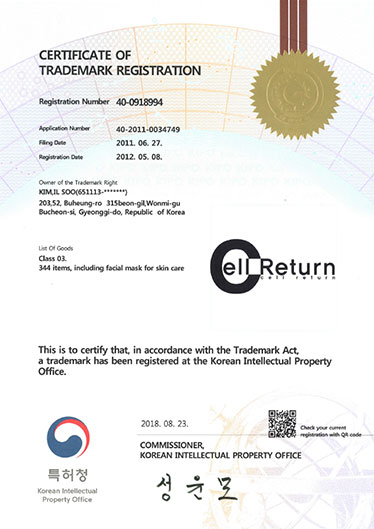 CERTIFICATE OF
TRADEMARK REGISTRATION
Registration Number 40-0918994
Application Number 40-2011-0034749
Filing Date 2011. 06. 27.
Registration Date 2012. 05. 08.
Owner of the Trademark Right
KIM,IL SOO(651113-*******)
203,52, Buheung-ro 315beon-gil,Wonmi-gu
Bucheon-si, Gyeonggi-do, Republic of Korea
List Of Goods
Class 03.
344 items, including facial mask for skin care
Cell Return
cell return
This is to certify that, in accordance with the Trademark Act,
a trademark has been registered at the Korean Intellectual Property
Office.
2018. 08. 23.
Check your current
registration with QR code
COMMISSIONER,
KOREAN INTELLECTUAL PROPERTY OFFICE
특허청
Korean Intellectual
Property Office
성윤모